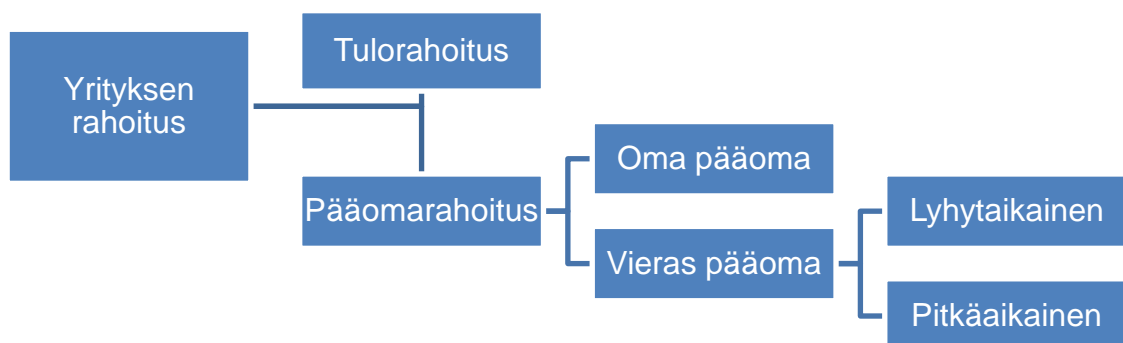 Yrityksen
rahoitus
Tulorahoitus
Pääomarahoitus
Oma pääoma
Vieras pääoma
Lyhytaikainen
Pitkäaikainen